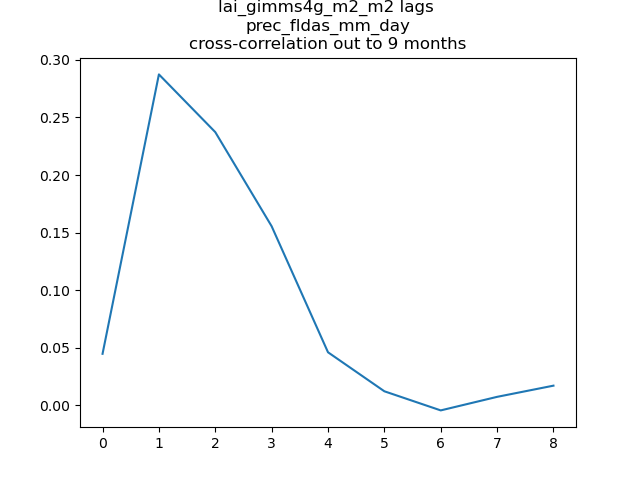 lai_gimms4g_m2_m2 lags
prec_fldas_mm_day
cross-correlation out to 9 months
0.30
0.25
0.20
0.15
0.10
0.05
0.00
0 1 2 3 4 5 6 7 8